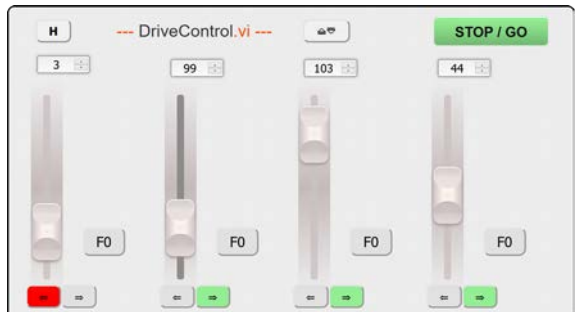 H --- DriveControl.vi --- STOP / GO
3 99 103 44
F0 F0 F0 F0
⇐ ⇒ ⇐ ⇒ ⇐ ⇒ ⇐ ⇒